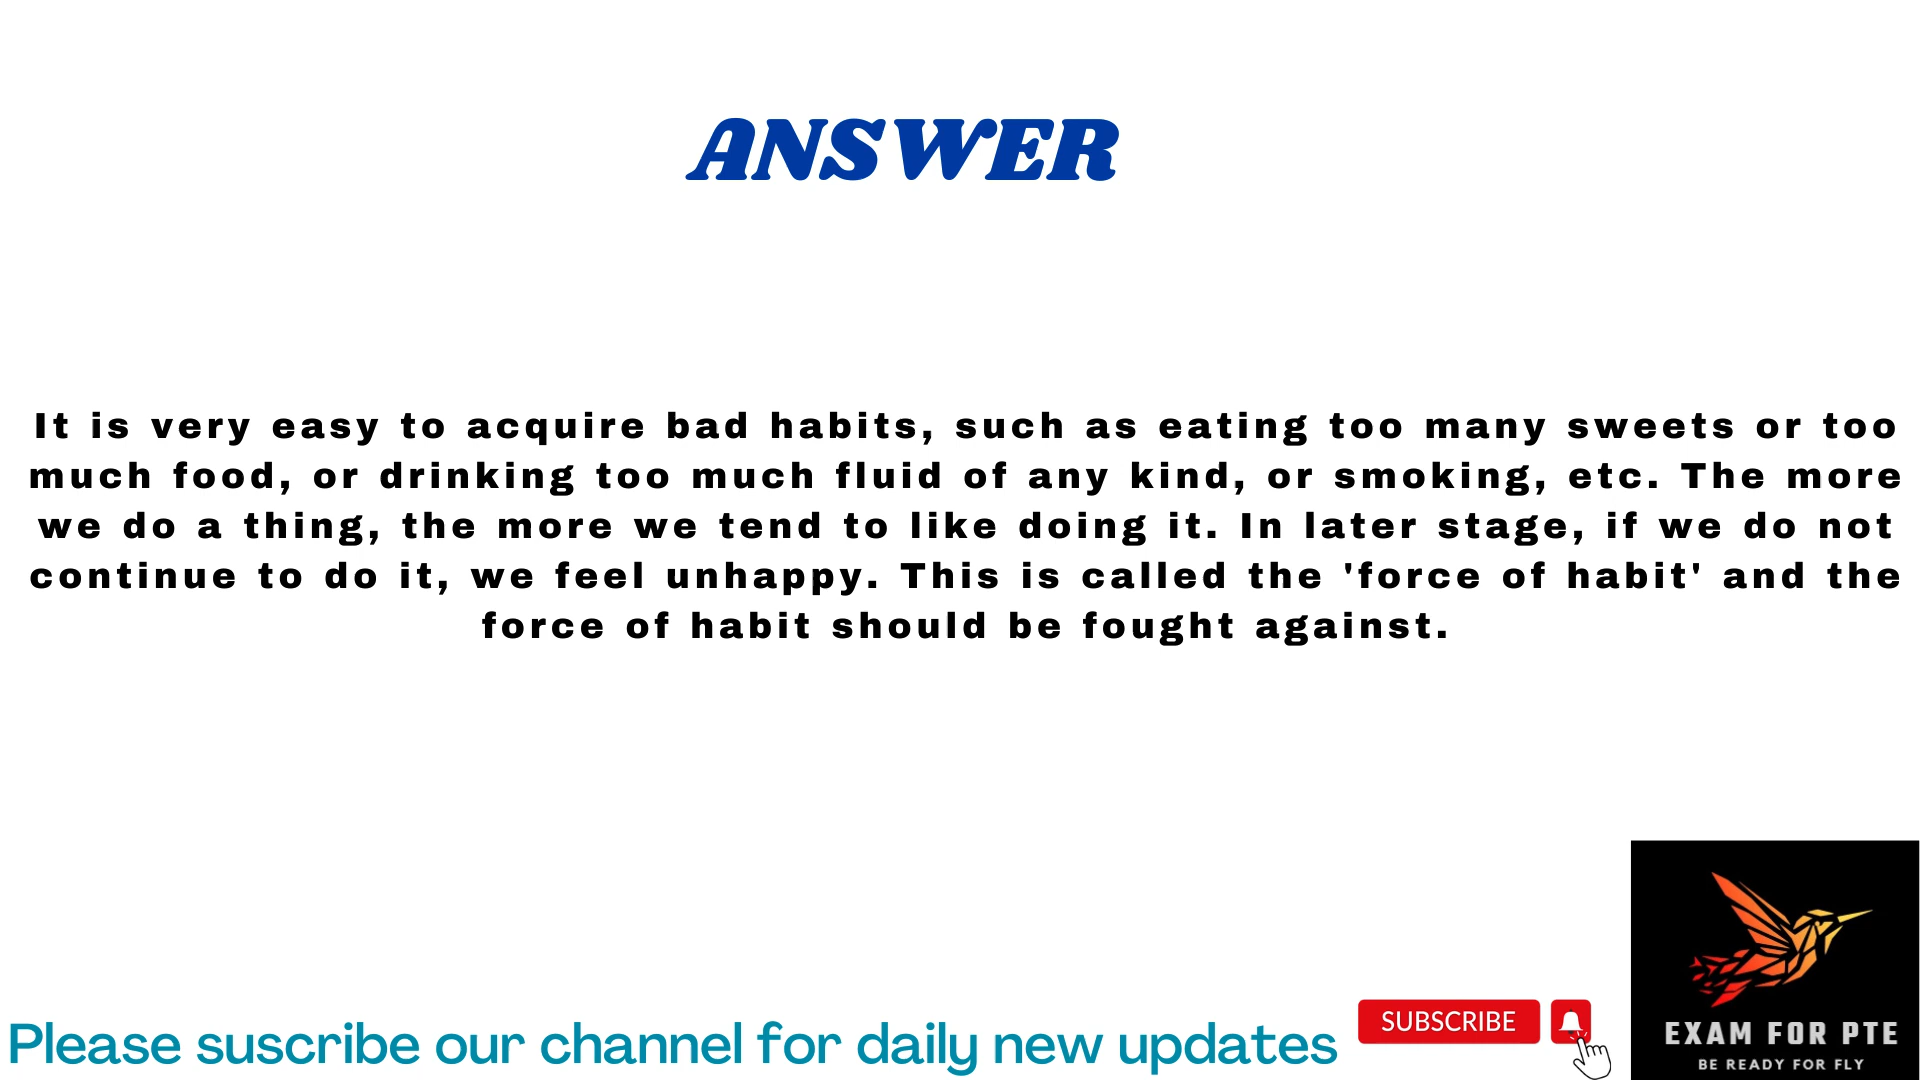 ANSWER
It is very easy to acquire bad habits, such as eating too many sweets or too
much food, or drinking too much fluid of any kind, or smoking, etc. The more
we do a thing, the more we tend to like doing it. In later stage, if we do not
continue to do it, we feel unhappy. This is called the 'force of habit' and the
force of habit should be fought against.
Please suscribe our channel for daily new updates
SUBSCRIBE
EXAM FOR PTE
BE READY FOR FLY